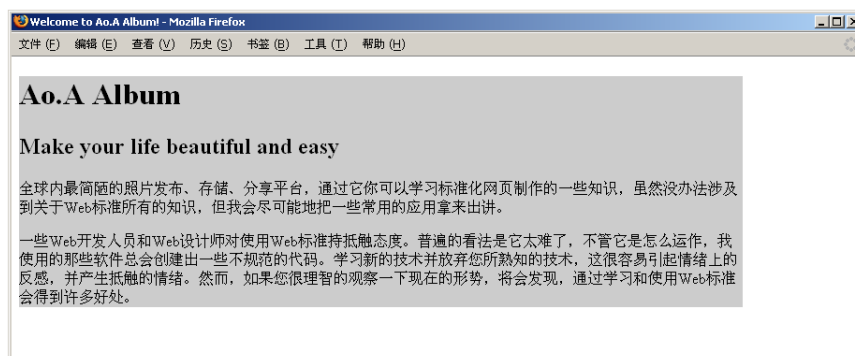 Welcome to Ao.A Album! - Mozilla Firefox
文件 (F) 编辑 (E) 查看 (V) 历史 (S) 书签 (B) 工具 (T) 帮助 (H)
Ao.A Album
Make your life beautiful and easy
全球内最简陋的照片发布、存储、分享平台，通过它你可以学习标准化网页制作的一些知识，虽然没办法涉及
到关于Web标准所有的知识，但我会尽可能地把一些常用的应用拿来出讲。
一些Web开发人员和Web设计师对使用Web标准持抵触态度。普遍的看法是它太难了，不管它是怎么运作，我
使用的那些软件总会创建出一些不规范的代码。学习新的技术并放弃您所熟知的技术，这很容易引起情绪上的
反感，并产生抵触的情绪。然而，如果您很理智的观察一下现在的形势，将会发现，通过学习和使用Web标准
会得到许多好处。